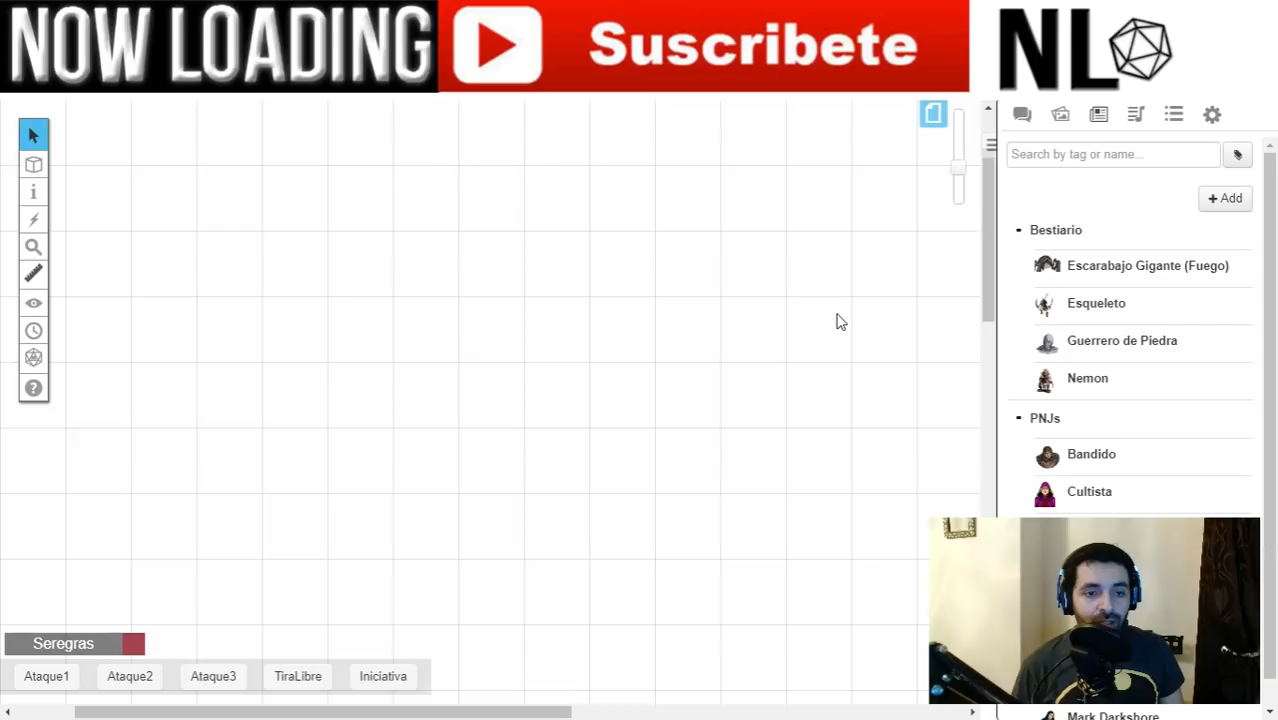 NOW LOADING
Suscribete
NL
Search by tag or name...
+ Add
Bestiario
Escarabajo Gigante (Fuego)
Esqueleto
Guerrero de Piedra
Nemon
PNJs
Bandido
Cultista
Mark Darkshore
Seregras
Ataque1 Ataque2 Ataque3 TiraLibre Iniciativa